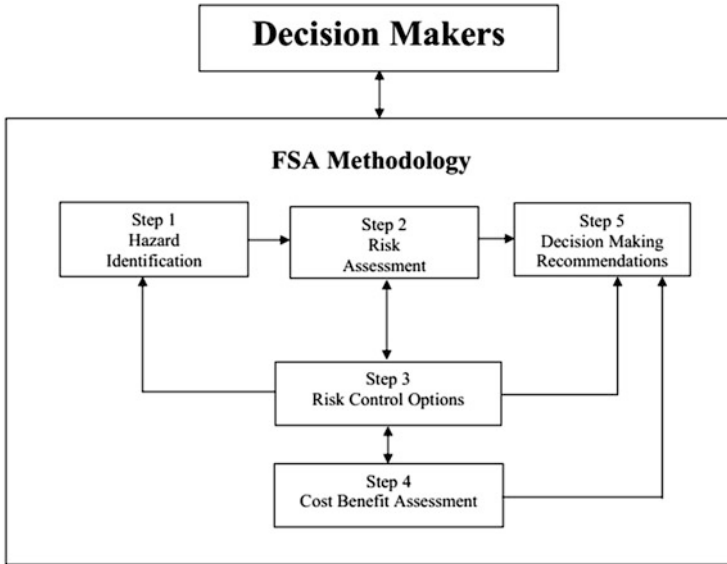 Decision Makers
FSA Methodology
Step 1
Hazard
Identification
Step 2
Risk
Assessment
Step 5
Decision Making
Recommendations
Step 3
Risk Control Options
Step 4
Cost Benefit Assessment